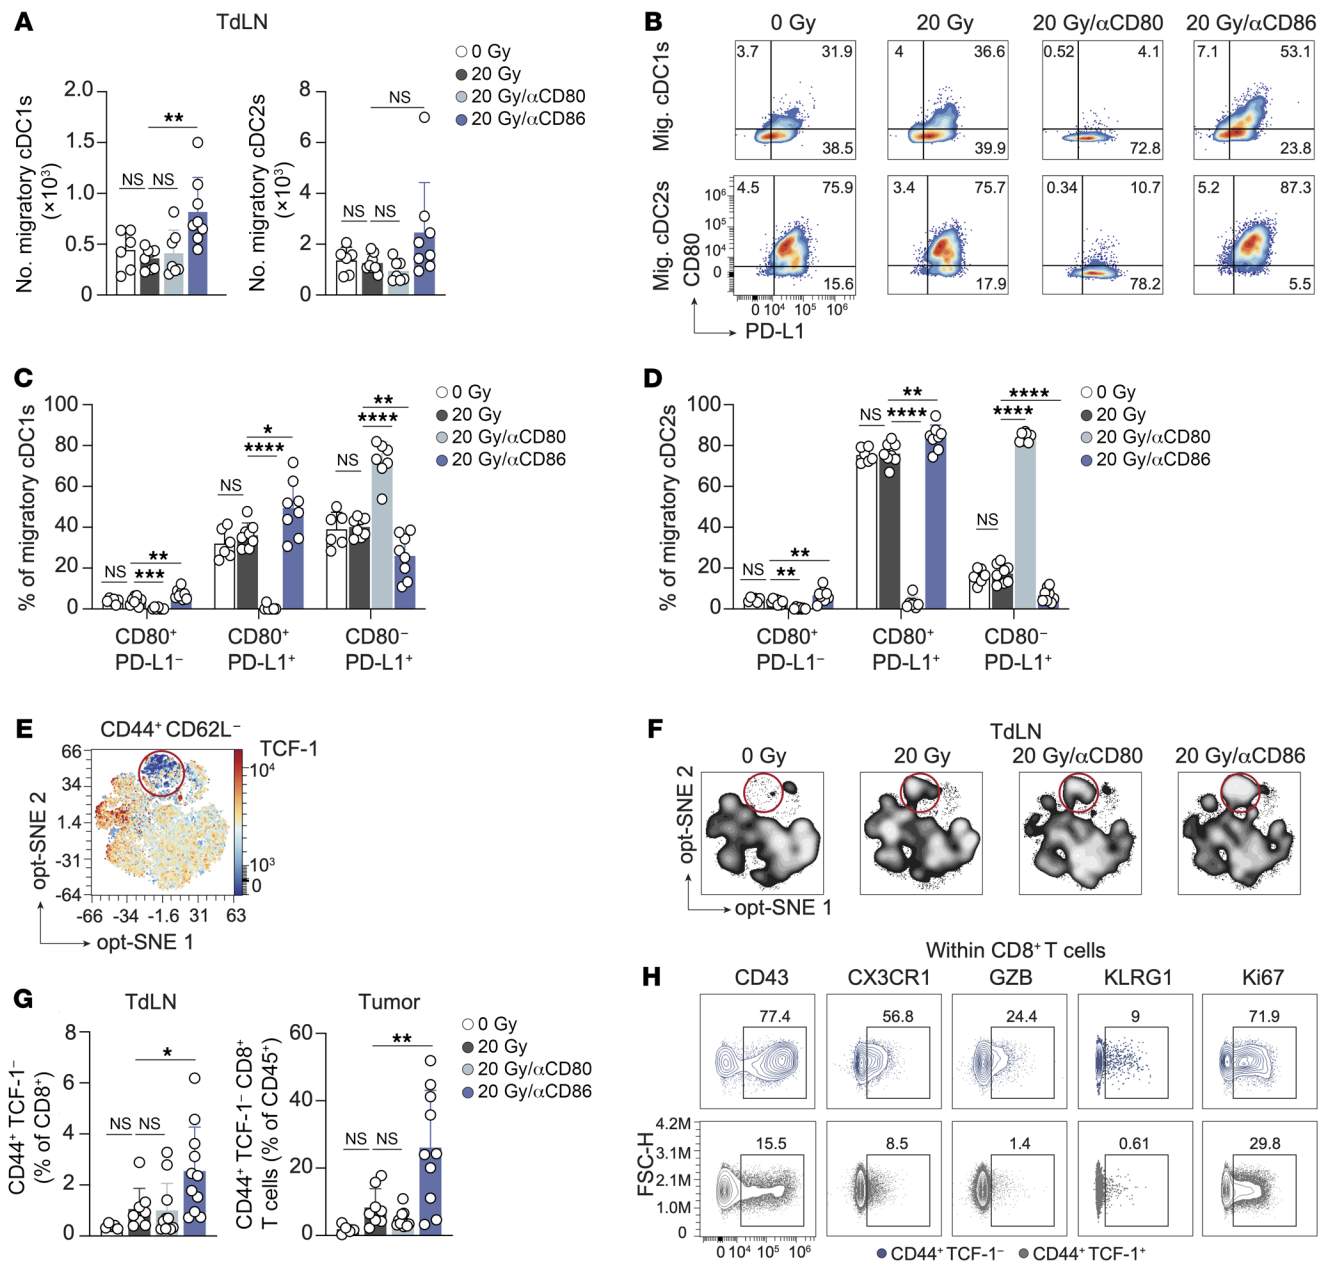 A
TdLN
0 Gy
20 Gy
20 Gy/αCD80
20 Gy/αCD86
No. migratory cDC1s
(×10³)
2.0
1.5
1.0
0.5
0
NS NS **
No. migratory cDC2s
(×10³)
8
6
4
2
0
NS NS NS
B
0 Gy 20 Gy 20 Gy/αCD80 20 Gy/αCD86
Mig. cDC1s
3.7 31.9 38.5
4 36.6 39.9
0.52 4.1 72.8
7.1 53.1 23.8
Mig. cDC2s
4.5 75.9 15.6
3.4 75.7 17.9
0.34 10.7 78.2
5.2 87.3 5.5
10⁶
10⁵
10⁴
0
CD80
0 10⁴ 10⁵ 10⁶
PD-L1
C
% of migratory cDC1s
100
80
60
40
20
0
NS *** **
NS **** *
NS **** **
CD80⁺ CD80⁺ CD80⁻
PD-L1⁻ PD-L1⁺ PD-L1⁺
0 Gy
20 Gy
20 Gy/αCD80
20 Gy/αCD86
D
% of migratory cDC2s
100
80
60
40
20
0
NS ** **
NS **** **
NS **** ****
CD80⁺ CD80⁺ CD80⁻
PD-L1⁻ PD-L1⁺ PD-L1⁺
0 Gy
20 Gy
20 Gy/αCD80
20 Gy/αCD86
E
CD44⁺ CD62L⁻
TCF-1
10⁴
10³
0
opt-SNE 2
66
34
1.4
-31
-64
-66 -34 -1.6 31 63
opt-SNE 1
F
TdLN
0 Gy 20 Gy 20 Gy/αCD80 20 Gy/αCD86
opt-SNE 2
opt-SNE 1
G
TdLN
CD44⁺ TCF-1⁻
(% of CD8⁺)
8
6
4
2
0
NS NS *
Tumor
CD44⁺ TCF-1⁻ CD8⁺
T cells (% of CD45⁺)
60
40
20
0
NS NS **
0 Gy
20 Gy
20 Gy/αCD80
20 Gy/αCD86
H
Within CD8⁺ T cells
CD43 CX3CR1 GZB KLRG1 Ki67
77.4 56.8 24.4 9 71.9
15.5 8.5 1.4 0.61 29.8
FSC-H
4.2M
3.1M
2.1M
1.0M
0
0 10⁴ 10⁵ 10⁶
CD44⁺ TCF-1⁻ CD44⁺ TCF-1⁺